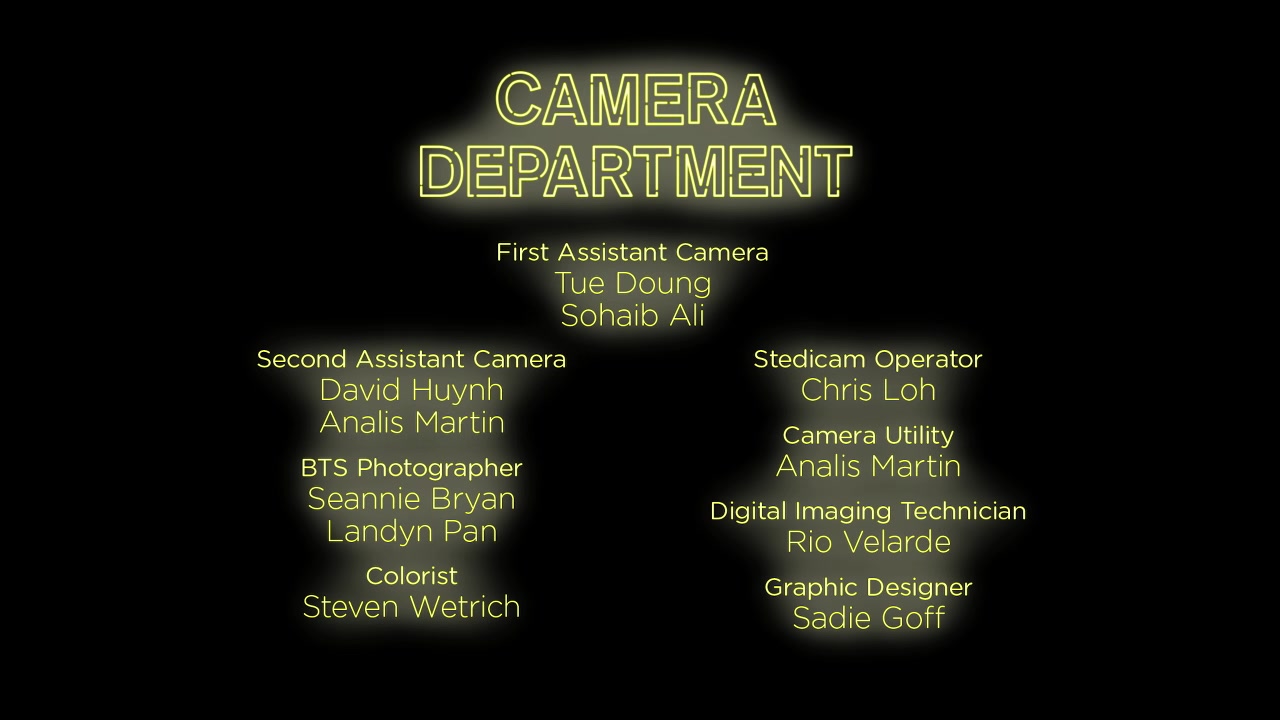 CAMERA
DEPARTMENT
First Assistant Camera
Tue Doung
Sohaib Ali
Second Assistant Camera
David Huynh
Analis Martin
BTS Photographer
Seannie Bryan
Landyn Pan
Colorist
Steven Wetrich
Stedicam Operator
Chris Loh
Camera Utility
Analis Martin
Digital Imaging Technician
Rio Velarde
Graphic Designer
Sadie Goff